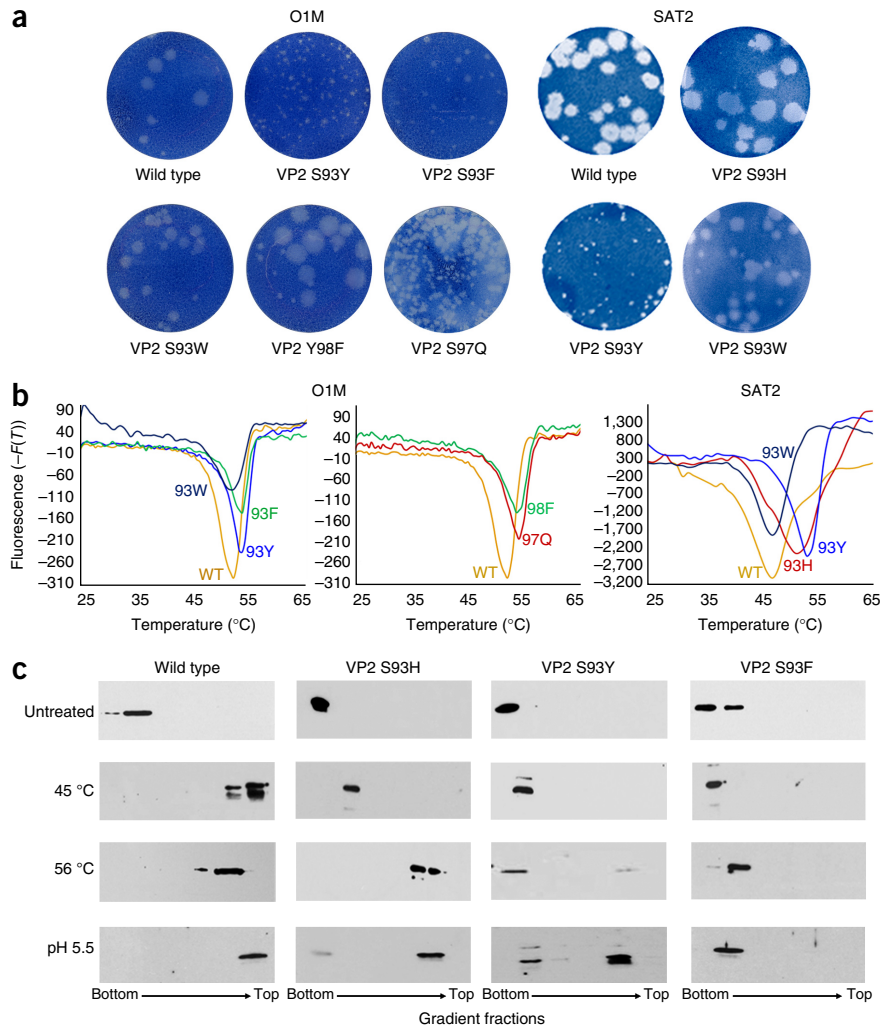 a
O1M
SAT2
Wild type
VP2 S93Y
VP2 S93F
Wild type
VP2 S93H
VP2 S93W
VP2 Y98F
VP2 S97Q
VP2 S93Y
VP2 S93W
b
O1M
SAT2
Fluorescence (–F(T))
90
40
–10
–60
–110
–160
–210
–260
–310
93W
93F
93Y
WT
25
35
45
55
65
Temperature (°C)
90
40
–10
–60
–110
–160
–210
–260
–310
98F
97Q
WT
25
35
45
55
65
Temperature (°C)
1,300
800
300
–200
–700
–1,200
–1,700
–2,200
–2,700
–3,200
93W
93Y
WT
93H
25
35
45
55
65
Temperature (°C)
c
Wild type
VP2 S93H
VP2 S93Y
VP2 S93F
Untreated
45 °C
56 °C
pH 5.5
Bottom
Top
Bottom
Top
Bottom
Top
Bottom
Top
Gradient fractions